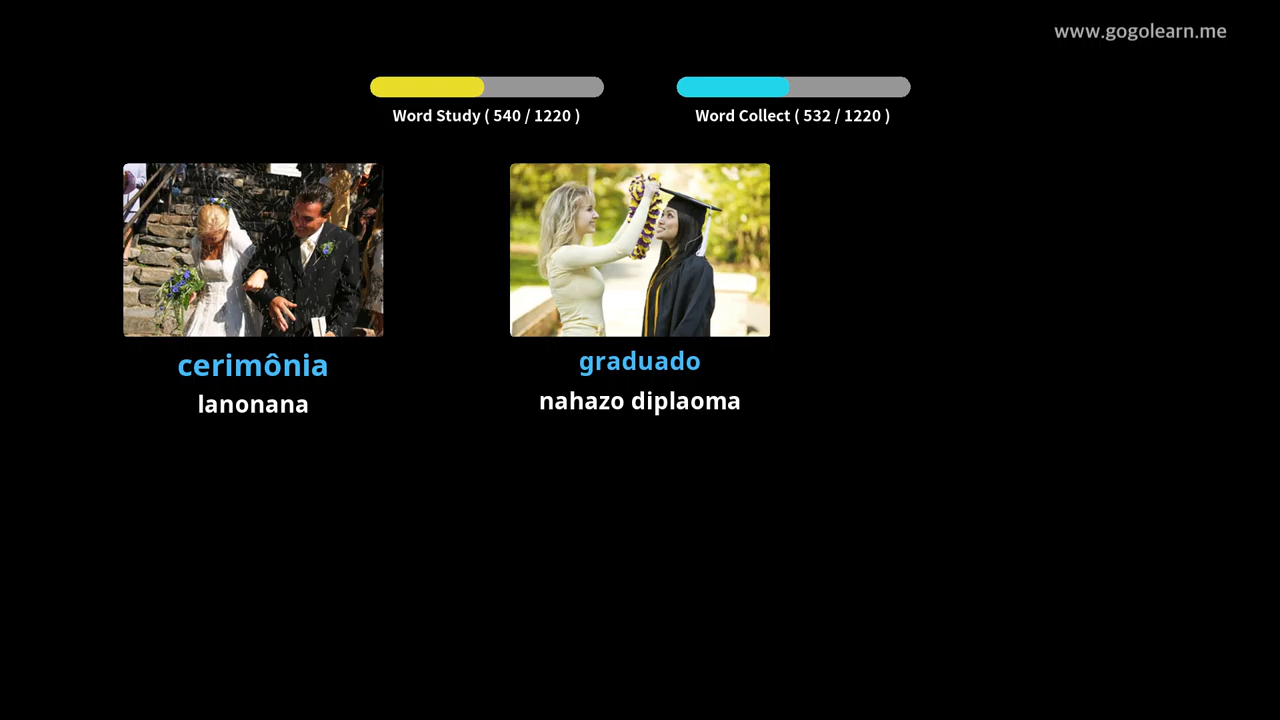 www.gogolearn.me
Word Study ( 540 / 1220 )
Word Collect ( 532 / 1220 )
cerimônia
lanonana
graduado
nahazo diplaoma